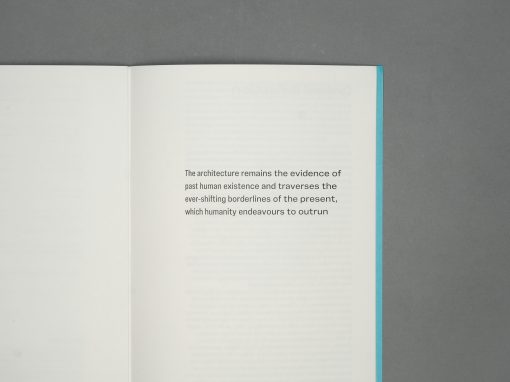 The architecture remains the evidence of
past human existence and traverses the
ever-shifting borderlines of the present,
which humanity endeavours to outrun